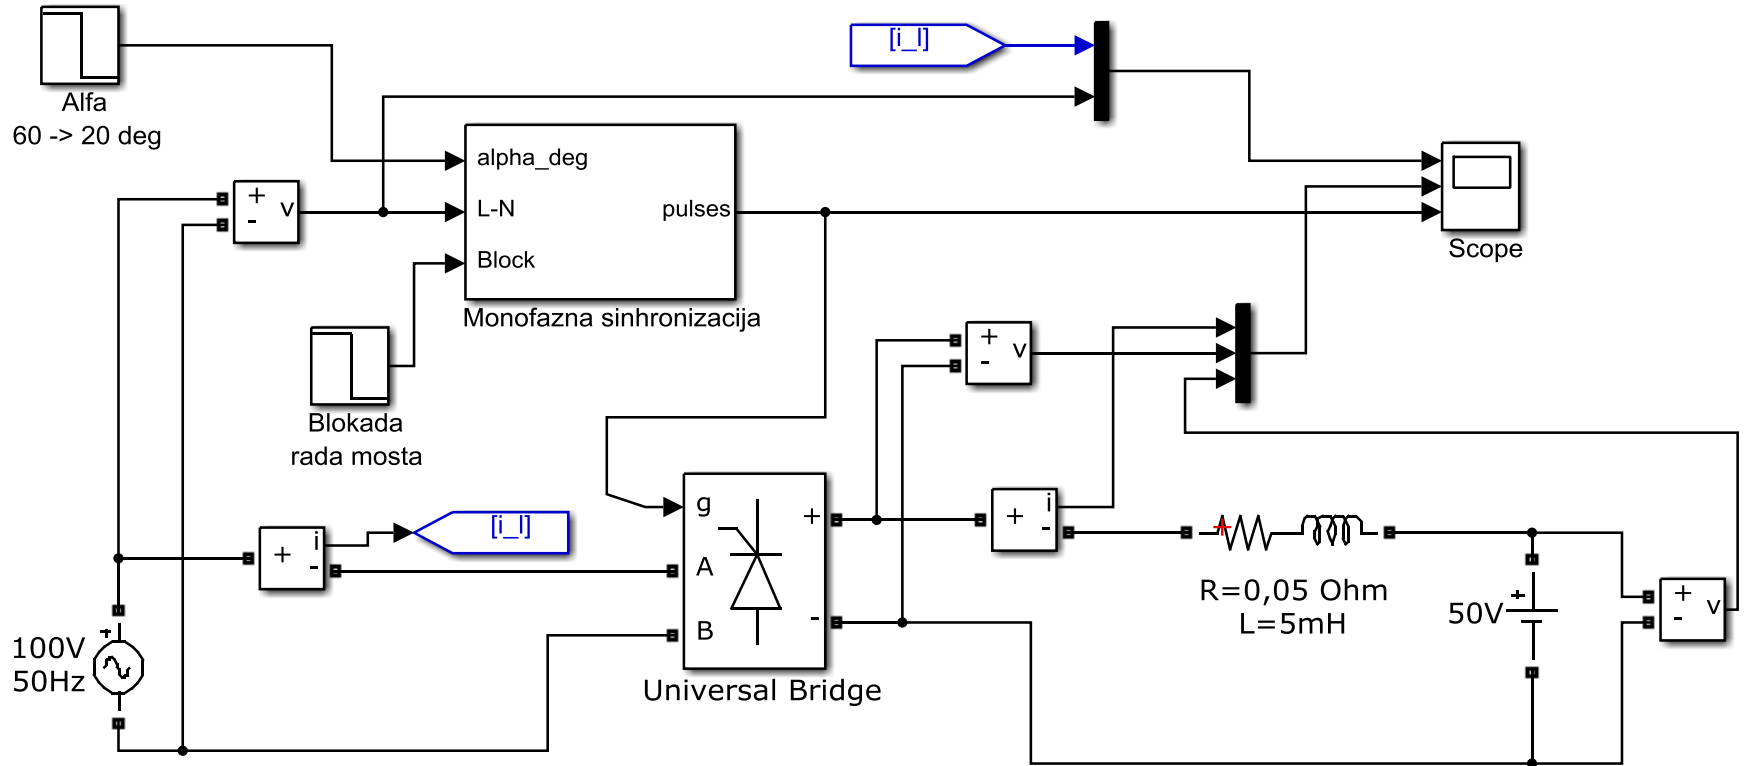 Alfa
60 -> 20 deg
[i_l]
alpha_deg
L-N
Block
pulses
Monofazna sinhronizacija
+
-
v
Scope
Blokada
rada mosta
+
-
v
[i_l]
+
i
-
g
A
B
+
-
Universal Bridge
+
i
-
R=0,05 Ohm
L=5mH
50V
+
+
-
v
100V
50Hz
+